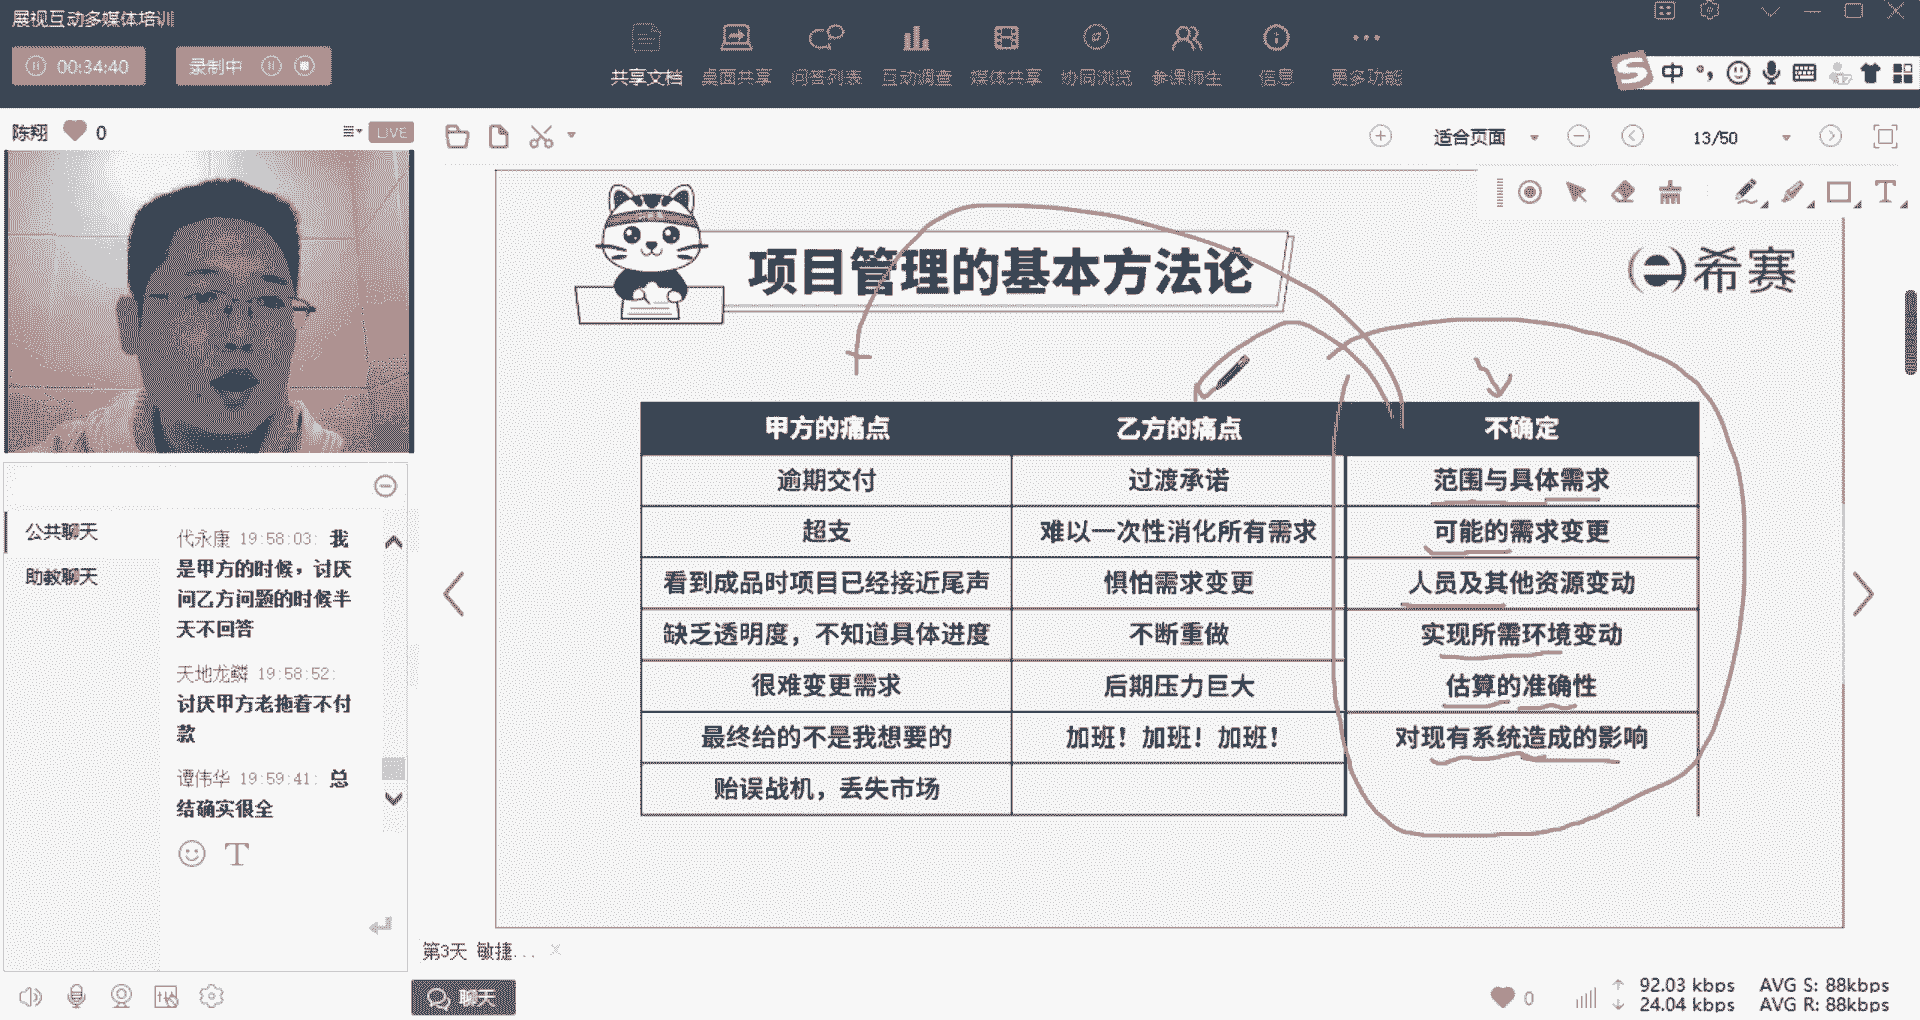 展视互动多媒体培训
00:34:40
录制中
共享文档 桌面共享 问答列表 互动调查 媒体共享 协同浏览 参课师生 信息 更多功能
S 中
陈翔 0 LIVE
适合页面 13/50
T
项目管理的基本方法论
希赛
甲方的痛点 乙方的痛点 不确定
逾期交付 过渡承诺 范围与具体需求
超支 难以一次性消化所有需求 可能的需求变更
看到成品时项目已经接近尾声 惧怕需求变更 人员及其他资源变动
缺乏透明度，不知道具体进度 不断重做 实现所需环境变动
很难变更需求 后期压力巨大 估算的准确性
最终给的不是我想要的 加班！加班！加班！ 对现有系统造成的影响
贻误战机，丢失市场
公共聊天
助教聊天
代永康 19:58:03: 我
是甲方的时候，讨厌
问乙方问题的时候半
天不回答
天地龙鳞 19:58:52:
讨厌甲方老拖着不付
款
谭伟华 19:59:41: 总
结确实很全
T
第3天 敏捷...
聊天
0
92.03 kbps AVG S: 88kbps
24.04 kbps AVG R: 88kbps